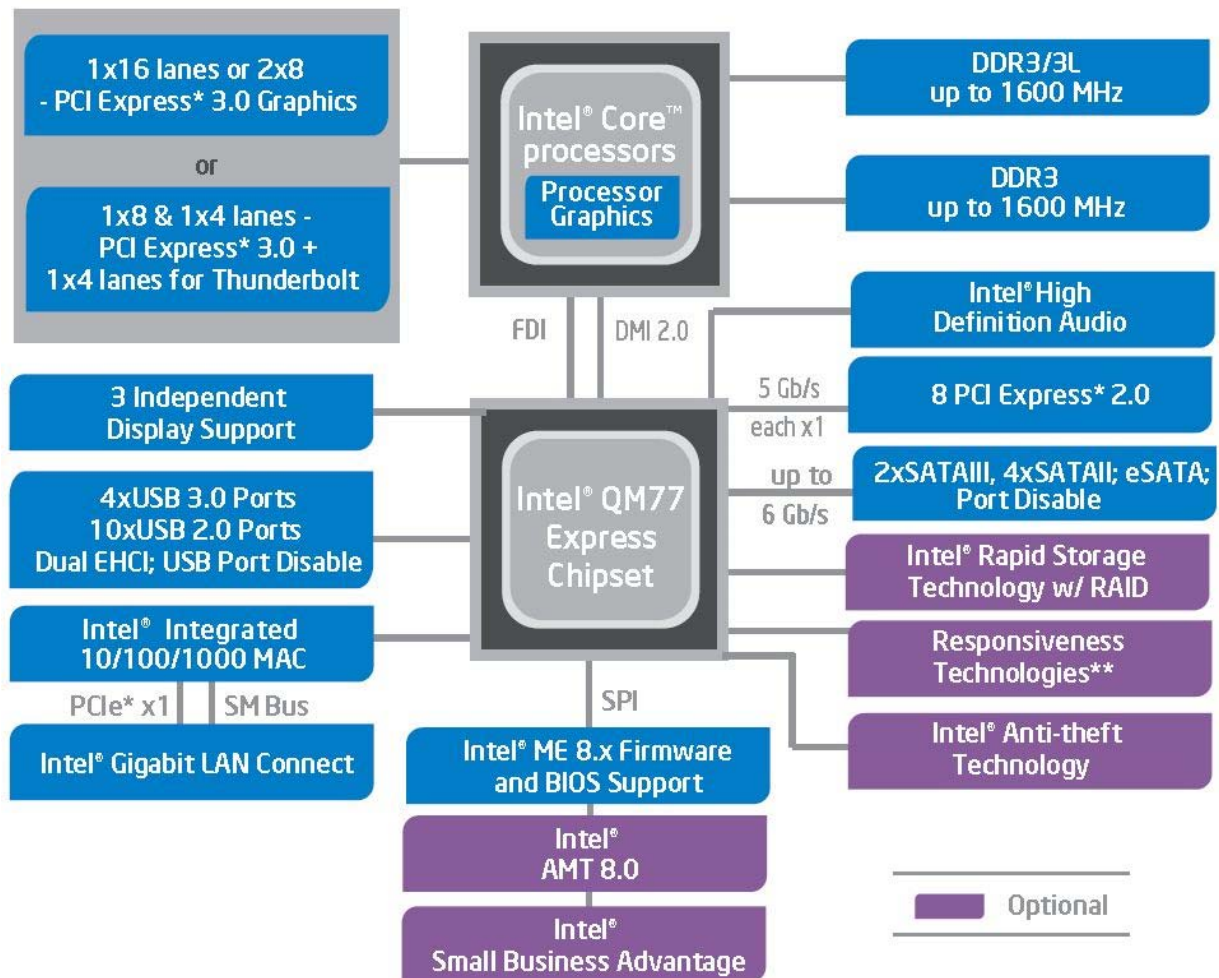 1x16 lanes or 2x8
- PCI Express* 3.0 Graphics
or
1x8 & 1x4 lanes -
PCI Express* 3.0 +
1x4 lanes for Thunderbolt
Intel® Core™
processors
Processor
Graphics
DDR3/3L
up to 1600 MHz
DDR3
up to 1600 MHz
FDI
DMI 2.0
Intel® High
Definition Audio
5 Gb/s
each x1
8 PCI Express* 2.0
3 Independent
Display Support
up to
6 Gb/s
2xSATAIII, 4xSATAII; eSATA;
Port Disable
4xUSB 3.0 Ports
10xUSB 2.0 Ports
Dual EHCI; USB Port Disable
Intel® QM77
Express
Chipset
Intel® Rapid Storage
Technology w/ RAID
Intel® Integrated
10/100/1000 MAC
Responsiveness
Technologies**
PCIe* x1
SM Bus
SPI
Intel® Anti-theft
Technology
Intel® Gigabit LAN Connect
Intel® ME 8.x Firmware
and BIOS Support
Intel®
AMT 8.0
Intel®
Small Business Advantage
Optional